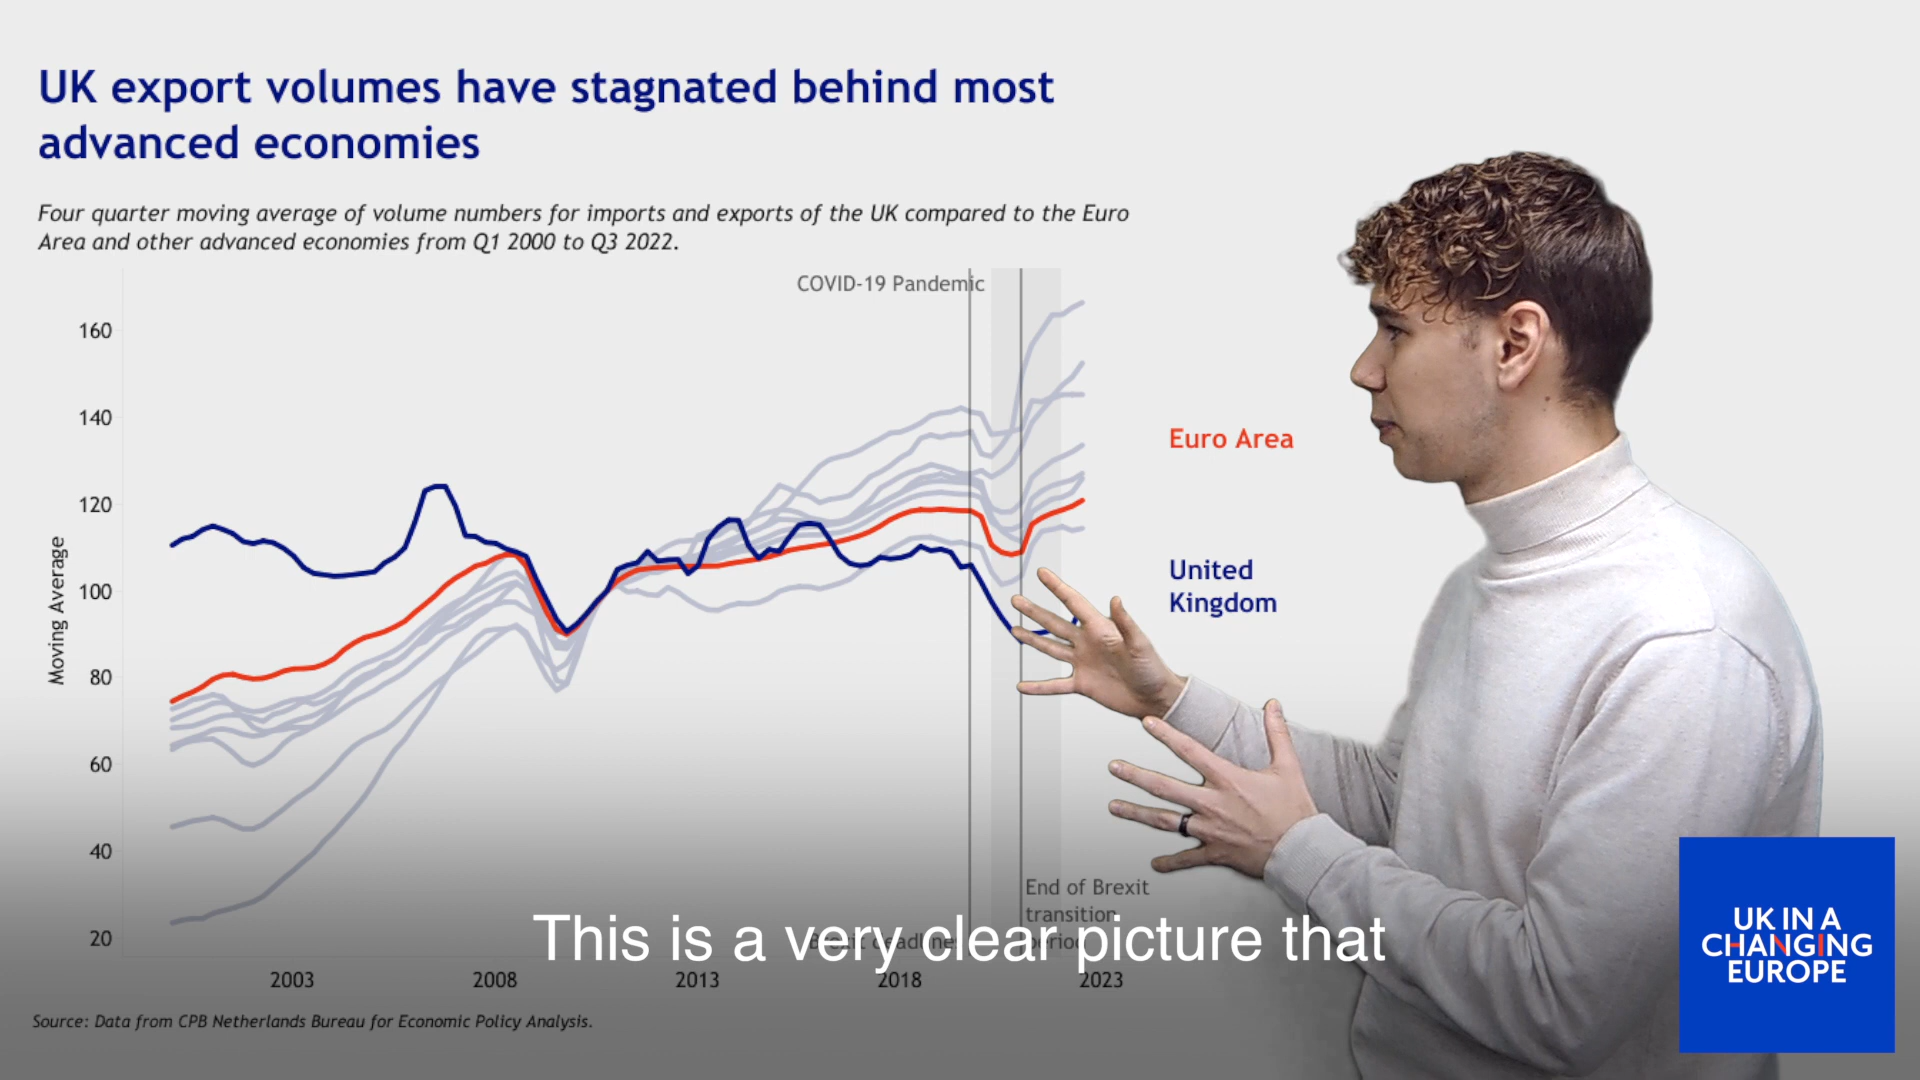 UK export volumes have stagnated behind most
advanced economies
Four quarter moving average of volume numbers for imports and exports of the UK compared to the Euro
Area and other advanced economies from Q1 2000 to Q3 2022.
COVID-19 Pandemic
160
140
120
100
80
60
40
20
Moving Average
Euro Area
United
Kingdom
End of Brexit
transition
period
Brexit deadline
This is a very clear picture that
2003 2008 2013 2018 2023
Source: Data from CPB Netherlands Bureau for Economic Policy Analysis.
UK IN A
CHANGING
EUROPE